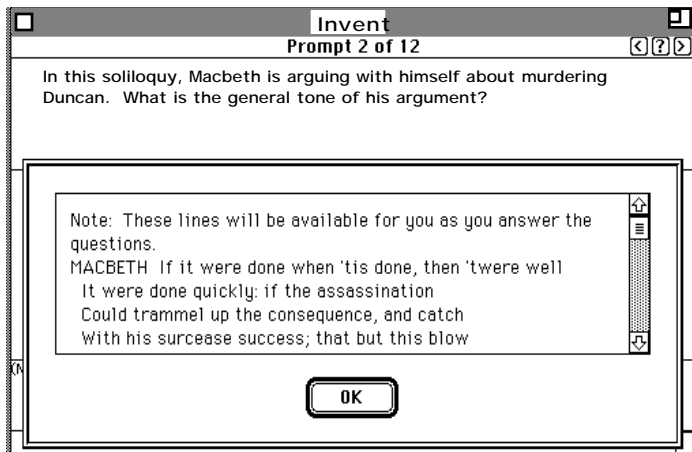 Invent
Prompt 2 of 12
< ? >
In this soliloquy, Macbeth is arguing with himself about murdering
Duncan. What is the general tone of his argument?
Note: These lines will be available for you as you answer the
questions.
MACBETH If it were done when 'tis done, then 'twere well
It were done quickly: if the assassination
Could trammel up the consequence, and catch
With his surcease success; that but this blow
OK